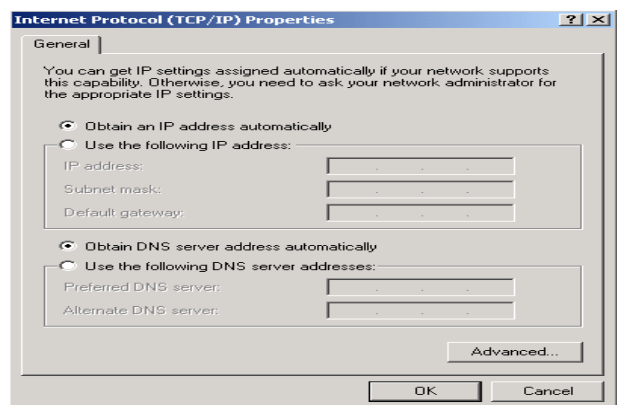 Internet Protocol (TCP/IP) Properties
General
You can get IP settings assigned automatically if your network supports
this capability. Otherwise, you need to ask your network administrator for
the appropriate IP settings.
Obtain an IP address automatically
Use the following IP address:
IP address:
Subnet mask:
Default gateway:
Obtain DNS server address automatically
Use the following DNS server addresses:
Preferred DNS server:
Alternate DNS server:
Advanced...
OK
Cancel